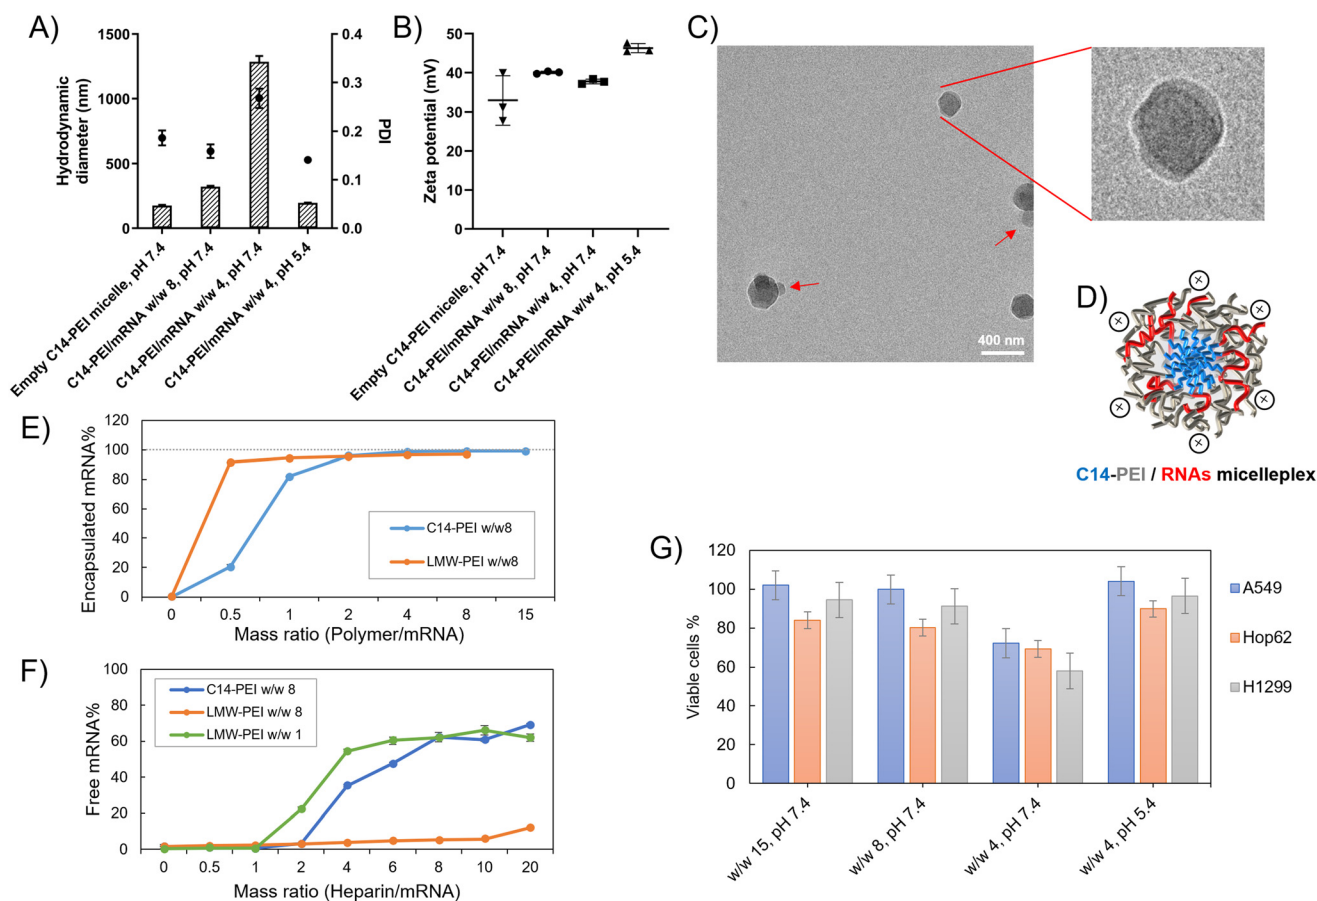 A)
1500
1000
500
0
Hydrodynamic
diameter (nm)
0.4
0.3
0.2
0.1
0.0
PDI
Empty C14-PEI micelle, pH 7.4
C14-PEI/mRNA w/w 8, pH 7.4
C14-PEI/mRNA w/w 4, pH 7.4
C14-PEI/mRNA w/w 4, pH 5.4
B)
50
40
30
20
10
0
Zeta potential (mV)
Empty C14-PEI micelle, pH 7.4
C14-PEI/mRNA w/w 8, pH 7.4
C14-PEI/mRNA w/w 4, pH 7.4
C14-PEI/mRNA w/w 4, pH 5.4
C)
400 nm
D)
+
+
+
+
+
+
C14-PEI / RNAs micelleplex
E)
120
100
80
60
40
20
0
Encapsulated mRNA%
C14-PEI w/w8
LMW-PEI w/w8
0 0.5 1 2 4 8 15
Mass ratio (Polymer/mRNA)
F)
100
80
60
40
20
0
Free mRNA%
C14-PEI w/w 8
LMW-PEI w/w 8
LMW-PEI w/w 1
0 0.5 1 2 4 6 8 10 20
Mass ratio (Heparin/mRNA)
G)
120
100
80
60
40
20
0
Viable cells %
A549
Hop62
H1299
w/w 15, pH 7.4
w/w 8, pH 7.4
w/w 4, pH 7.4
w/w 4, pH 5.4